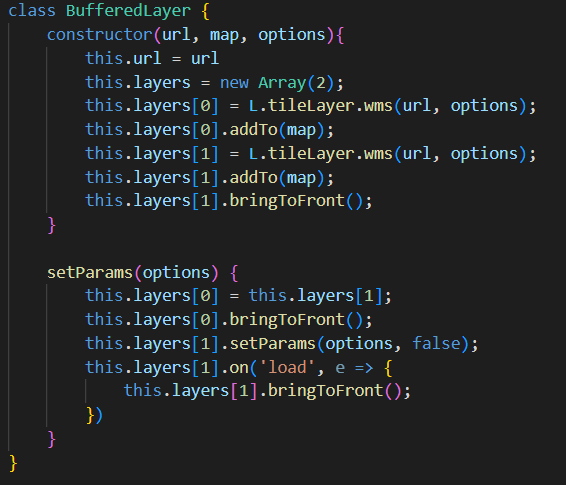 class BufferedLayer {
    constructor(url, map, options){
        this.url = url
        this.layers = new Array(2);
        this.layers[0] = L.tileLayer.wms(url, options);
        this.layers[0].addTo(map);
        this.layers[1] = L.tileLayer.wms(url, options);
        this.layers[1].addTo(map);
        this.layers[1].bringToFront();
    }

    setParams(options) {
        this.layers[0] = this.layers[1];
        this.layers[0].bringToFront();
        this.layers[1].setParams(options, false);
        this.layers[1].on('load', e => {
            this.layers[1].bringToFront();
        })
    }
}